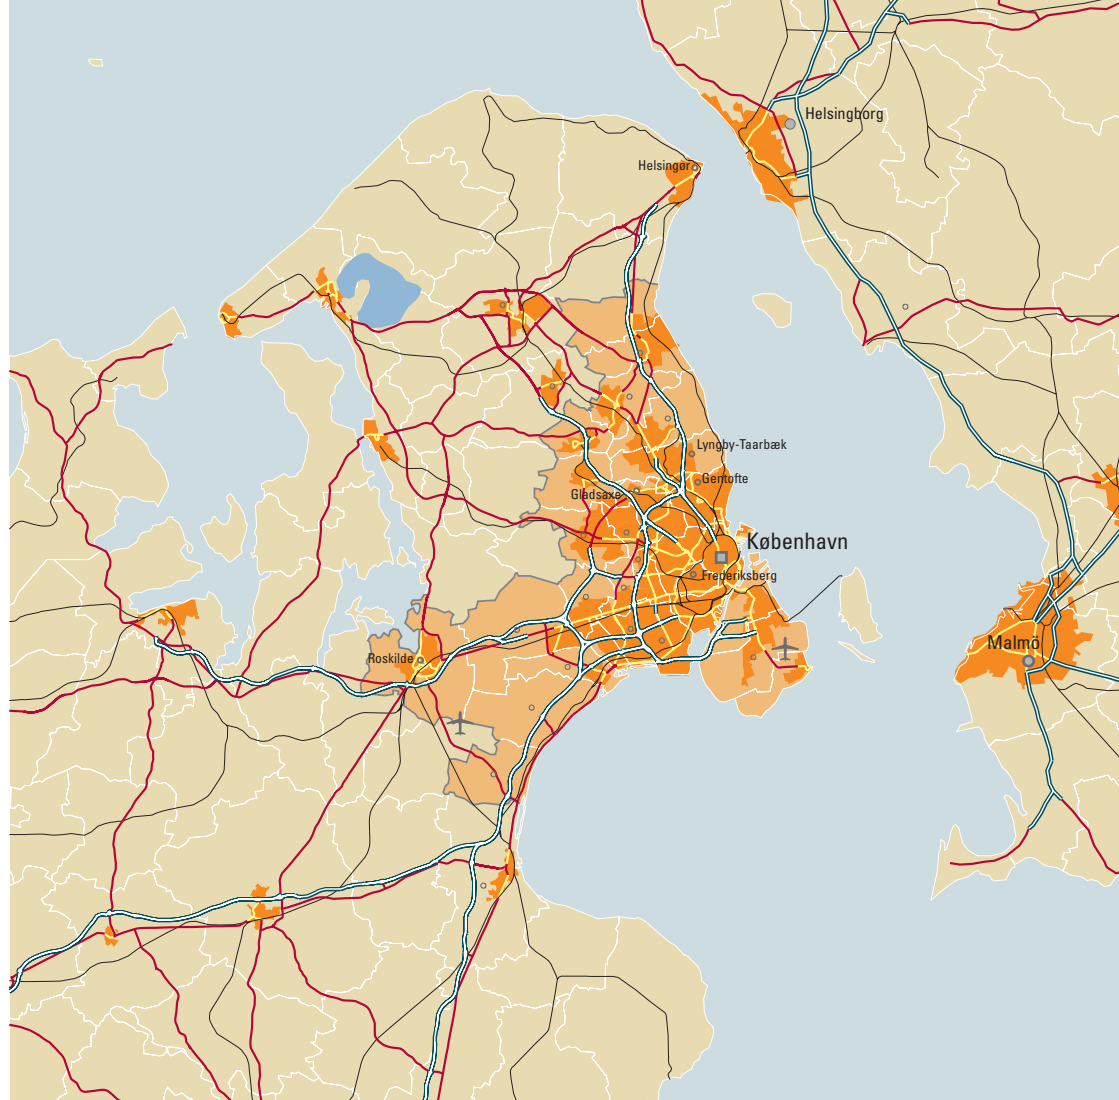 Helsingborg
Helsingør
Lyngby-Taarbæk
Gentofte
Gladsaxe
København
Frederiksberg
Malmö
Roskilde